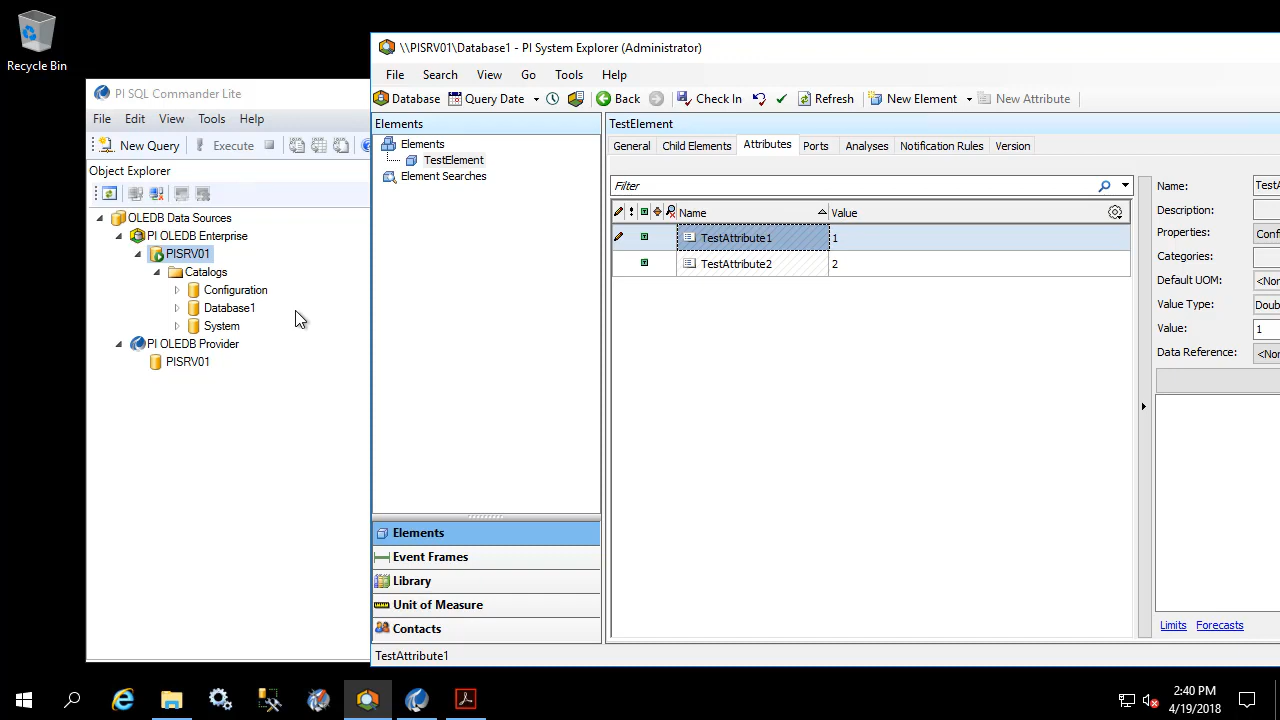 Recycle Bin
PI SQL Commander Lite
File Edit View Tools Help
New Query Execute
Object Explorer
OLEDB Data Sources
PI OLEDB Enterprise
PISRV01
Catalogs
Configuration
Database1
System
PI OLEDB Provider
PISRV01
\\PISRV01\Database1 - PI System Explorer (Administrator)
File Search View Go Tools Help
Database Query Date Back Check In Refresh New Element New Attribute
Elements
Elements
TestElement
Element Searches
Elements
Event Frames
Library
Unit of Measure
Contacts
TestElement
General Child Elements Attributes Ports Analyses Notification Rules Version
Filter
Name Value
TestAttribute1 1
TestAttribute2 2
Name: TestA
Description:
Properties: Conf
Categories:
Default UOM: <Non
Value Type: Doub
Value: 1
Data Reference: <Non
Limits Forecasts
TestAttribute1
2:40 PM
4/19/2018